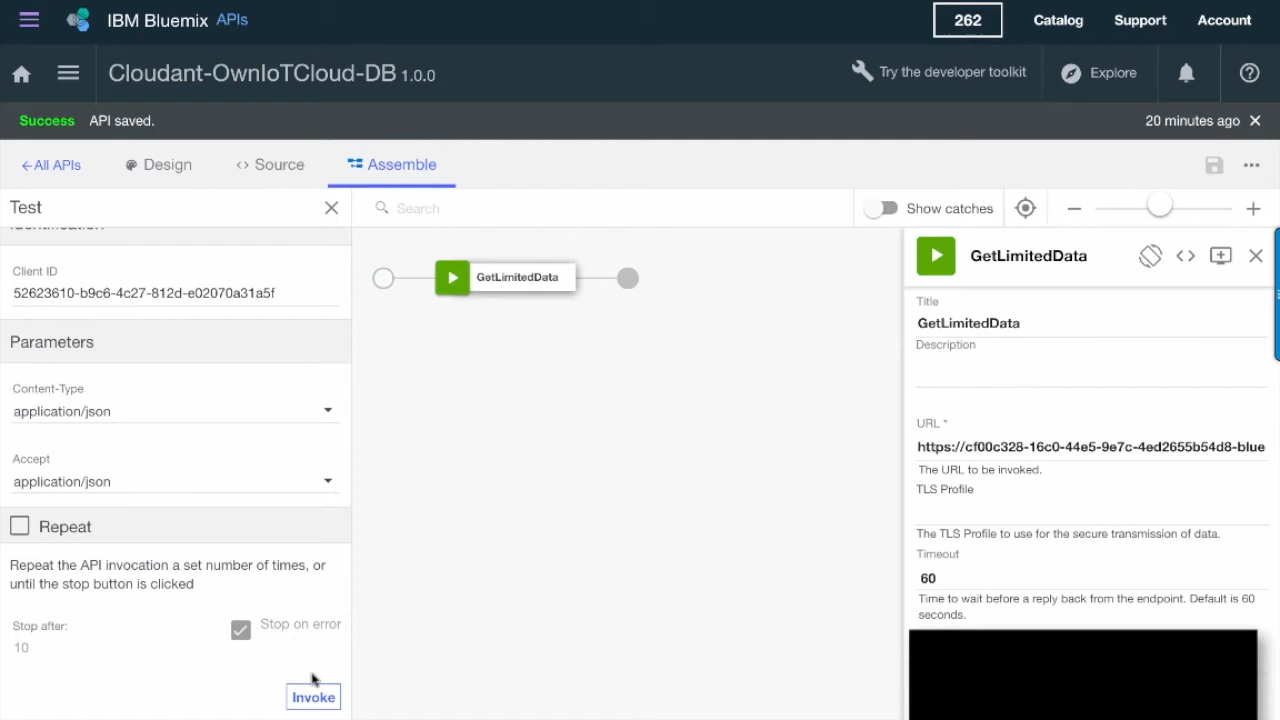 IBM Bluemix APIs
262
Catalog
Support
Account
Cloudant-OwnIoTCloud-DB 1.0.0
Try the developer toolkit
Explore
Success API saved.
20 minutes ago
All APIs
Design
Source
Assemble
Test
Search
Show catches
Identification
Client ID
52623610-b9c6-4c27-812d-e02070a31a5f
Parameters
Content-Type
application/json
Accept
application/json
Repeat
Repeat the API invocation a set number of times, or
until the stop button is clicked
Stop after:
10
Stop on error
Invoke
GetLimitedData
GetLimitedData
Title
GetLimitedData
Description
URL *
https://cf00c328-16c0-44e5-9e7c-4ed2655b54d8-blue
The URL to be invoked.
TLS Profile
The TLS Profile to use for the secure transmission of data.
Timeout
60
Time to wait before a reply back from the endpoint. Default is 60
seconds.